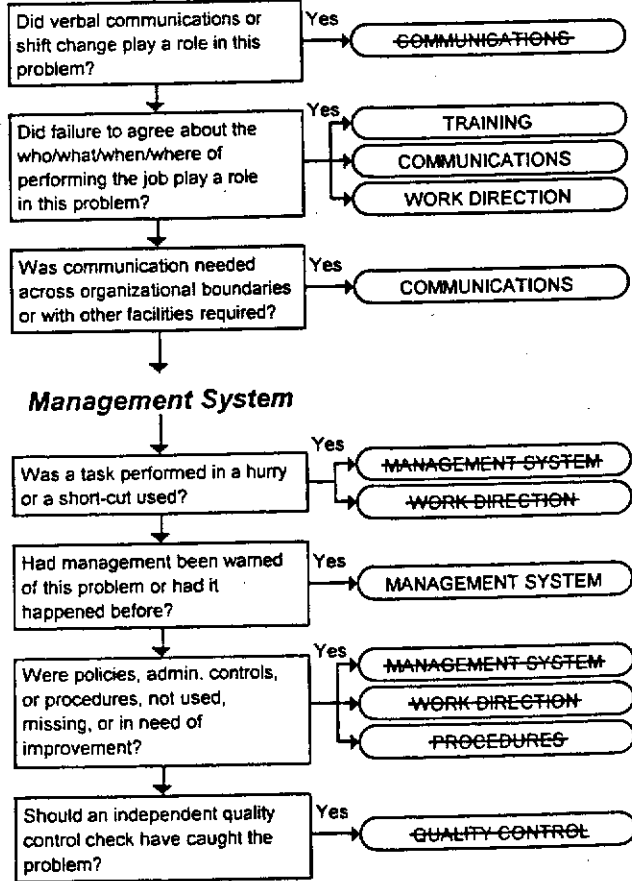 Did verbal communications or
shift change play a role in this
problem?
Yes
COMMUNICATIONS
Did failure to agree about the
who/what/when/where of
performing the job play a role
in this problem?
Yes
TRAINING
COMMUNICATIONS
WORK DIRECTION
Was communication needed
across organizational boundaries
or with other facilities required?
Yes
COMMUNICATIONS
Management System
Was a task performed in a hurry
or a short-cut used?
Yes
MANAGEMENT SYSTEM
WORK DIRECTION
Had management been warned
of this problem or had it
happened before?
Yes
MANAGEMENT SYSTEM
Were policies, admin. controls,
or procedures, not used,
missing, or in need of
improvement?
Yes
MANAGEMENT SYSTEM
WORK DIRECTION
PROCEDURES
Should an independent quality
control check have caught the
problem?
Yes
QUALITY CONTROL